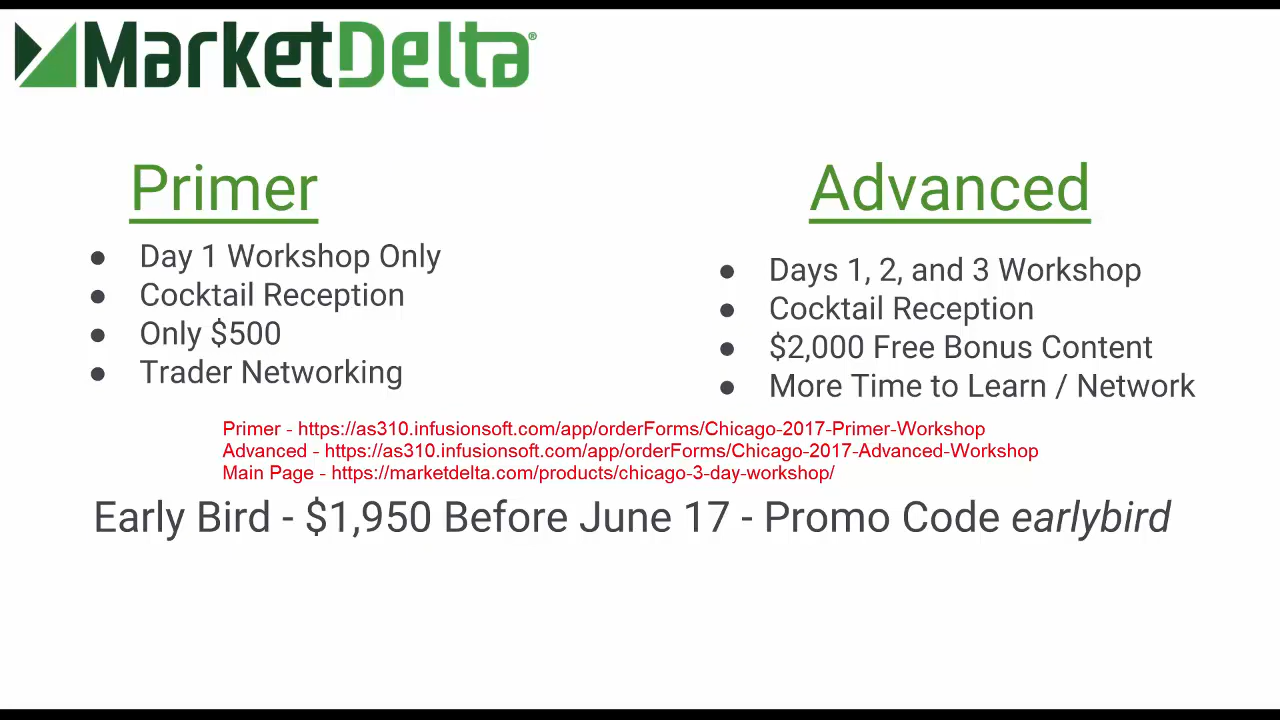 MarketDelta®
Primer
● Day 1 Workshop Only
● Cocktail Reception
● Only $500
● Trader Networking
Advanced
● Days 1, 2, and 3 Workshop
● Cocktail Reception
● $2,000 Free Bonus Content
● More Time to Learn / Network
Primer - https://as310.infusionsoft.com/app/orderForms/Chicago-2017-Primer-Workshop
Advanced - https://as310.infusionsoft.com/app/orderForms/Chicago-2017-Advanced-Workshop
Main Page - https://marketdelta.com/products/chicago-3-day-workshop/
Early Bird - $1,950 Before June 17 - Promo Code earlybird